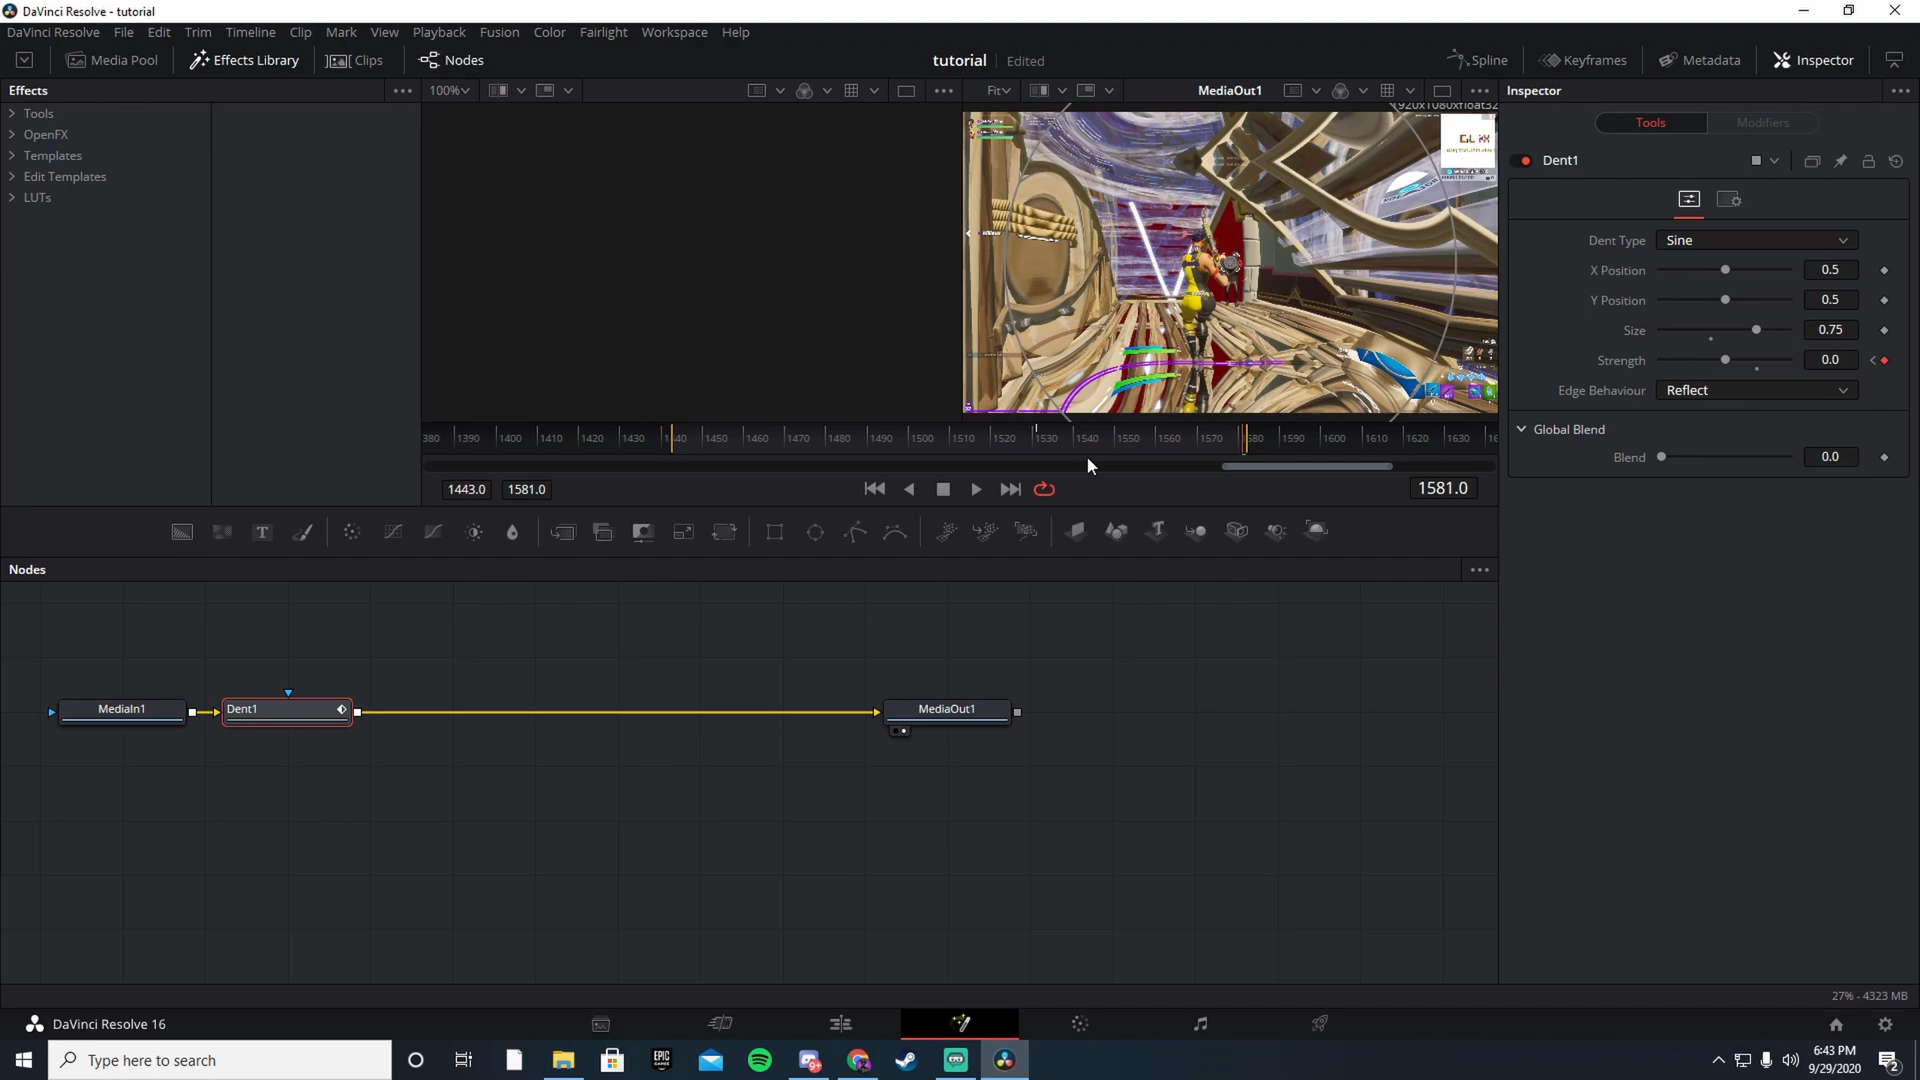 DaVinci Resolve - tutorial
DaVinci Resolve File Edit Trim Timeline Clip Mark View Playback Fusion Color Fairlight Workspace Help
Media Pool Effects Library Clips Nodes tutorial Edited Spline Keyframes Metadata Inspector
Effects 100% Fit MediaOut1 Inspector
Tools
OpenFX
Templates
Edit Templates
LUTs
Tools Modifiers
Dent1
Dent Type Sine
X Position 0.5
Y Position 0.5
Size 0.75
Strength 0.0
Edge Behaviour Reflect
Global Blend
Blend 0.0
1920x1080xfloat32
380 1390 1400 1410 1420 1430 1450 1460 1470 1480 1490 1500 1510 1520 1530 1540 1550 1560 1570 1590 1600 1610 1620 1630
1443.0 1581.0 1581.0
Nodes
MediaIn1 Dent1 MediaOut1
27% - 4323 MB
DaVinci Resolve 16
Type here to search
EPIC
GAMES
6:43 PM
9/29/2020
2